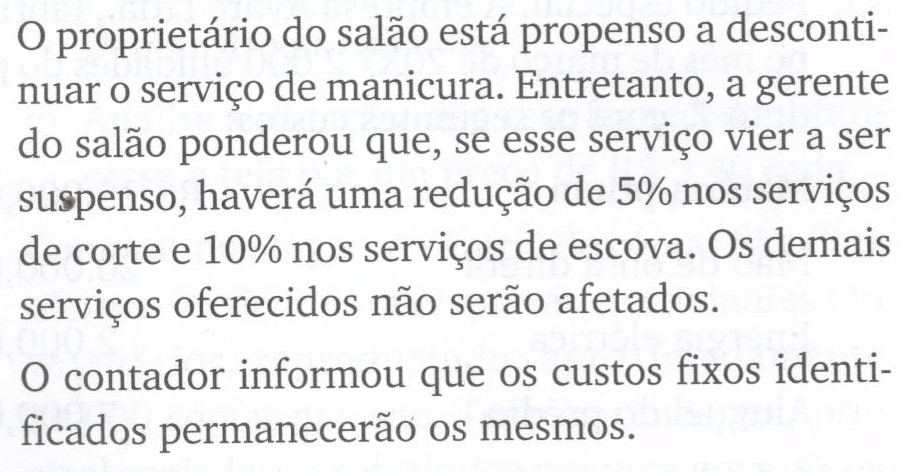 O proprietário do salão está propenso a desconti-
nuar o serviço de manicura. Entretanto, a gerente
do salão ponderou que, se esse serviço vier a ser
suspenso, haverá uma redução de 5% nos serviços
de corte e 10% nos serviços de escova. Os demais
serviços oferecidos não serão afetados.
O contador informou que os custos fixos identi-
ficados permanecerão os mesmos.